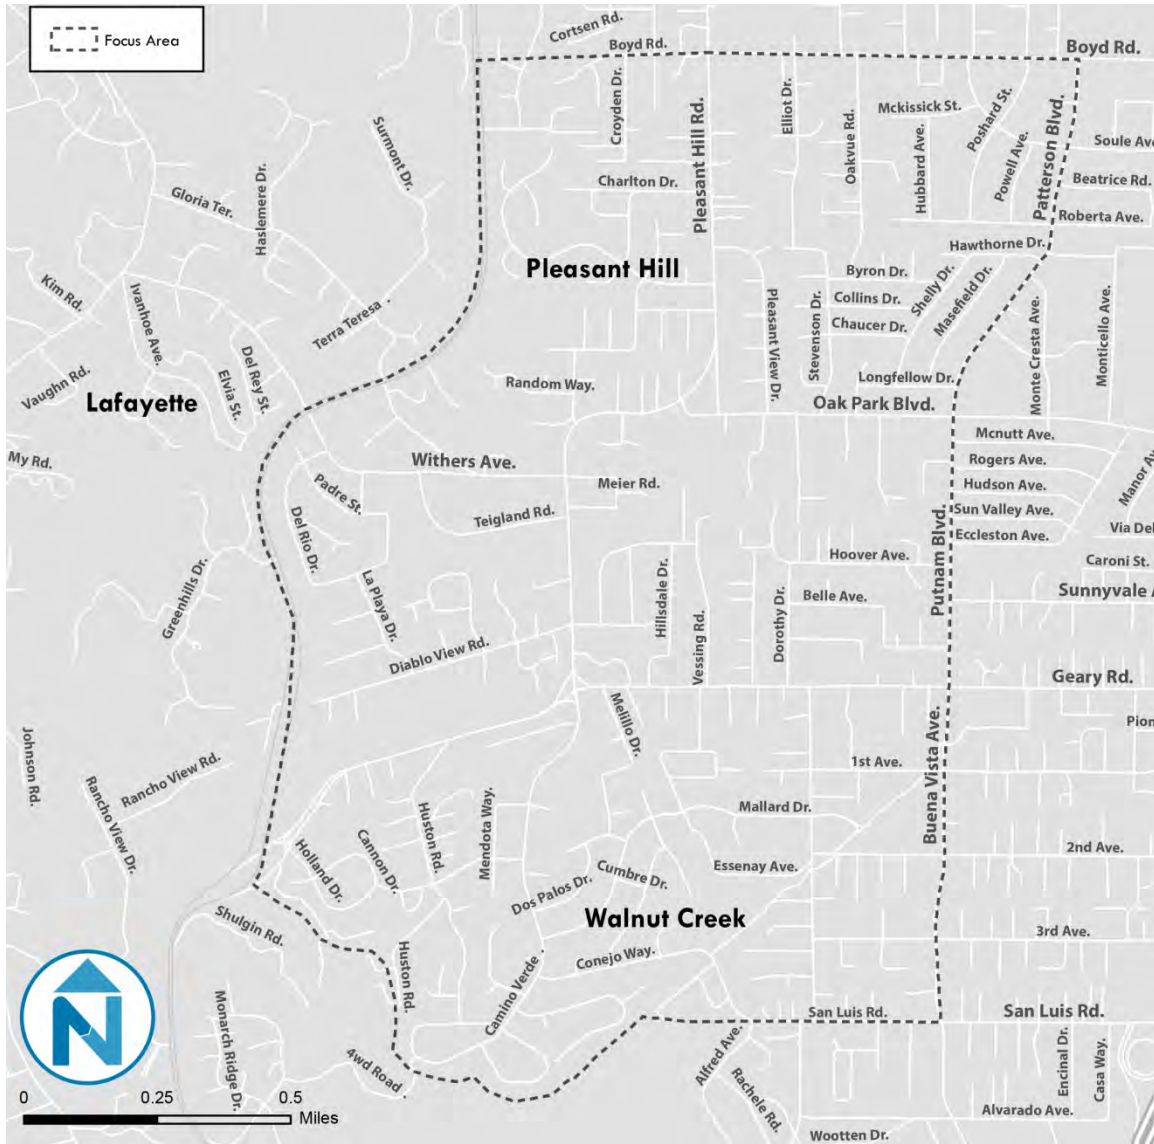 Focus Area
Cortsen Rd.
Boyd Rd.
Boyd Rd.
Surmont Dr.
Croyden Dr.
Pleasant Hill Rd.
Elliot Dr.
Oakvue Rd.
Mckissick St.
Hubbard Ave.
Poshard St.
Powell Ave.
Patterson Blvd.
Soule Ave
Beatrice Rd.
Roberta Ave.
Gloria Ter.
Haslemere Dr.
Charlton Dr.
Hawthorne Dr.
Pleasant Hill
Kim Rd.
Ivanhoe Ave.
Terra Teresa
Byron Dr.
Collins Dr.
Chaucer Dr.
Shelly Dr.
Masefield Dr.
Stevenson Dr.
Pleasant View Dr.
Monte Cresta Ave.
Monticello Ave.
Vaughn Rd.
Lafayette
Elvia St.
Del Rey St.
Random Way.
Longfellow Dr.
Oak Park Blvd.
My Rd.
Withers Ave.
Padre St.
Meier Rd.
Mcnutt Ave.
Rogers Ave.
Hudson Ave.
Sun Valley Ave.
Eccleston Ave.
Manor Av
Via Del
Del Rio Dr.
Teigland Rd.
Hoover Ave.
Putnam Blvd.
Caroni St.
Sunnyvale A
Greenhills Dr.
La Playa Dr.
Hillsdale Dr.
Vessing Rd.
Dorothy Dr.
Belle Ave.
Diablo View Rd.
Geary Rd.
Melillo Dr.
Buena Vista Ave.
Pion
Johnson Rd.
Rancho View Rd.
Rancho View Dr.
1st Ave.
Huston Rd.
Mendota Way.
Mallard Dr.
Holland Dr.
Cannon Dr.
2nd Ave.
Dos Palos Dr.
Cumbre Dr.
Essenay Ave.
Walnut Creek
Shulgin Rd.
Huston Rd.
Camino Verde
Conejo Way.
3rd Ave.
N
Monarch Ridge Dr.
4wd Road
San Luis Rd.
San Luis Rd.
Alfred Ave.
Rachele Rd.
Encinal Dr.
Casa Way.
Alvarado Ave.
Wootten Dr.
0 0.25 0.5
Miles